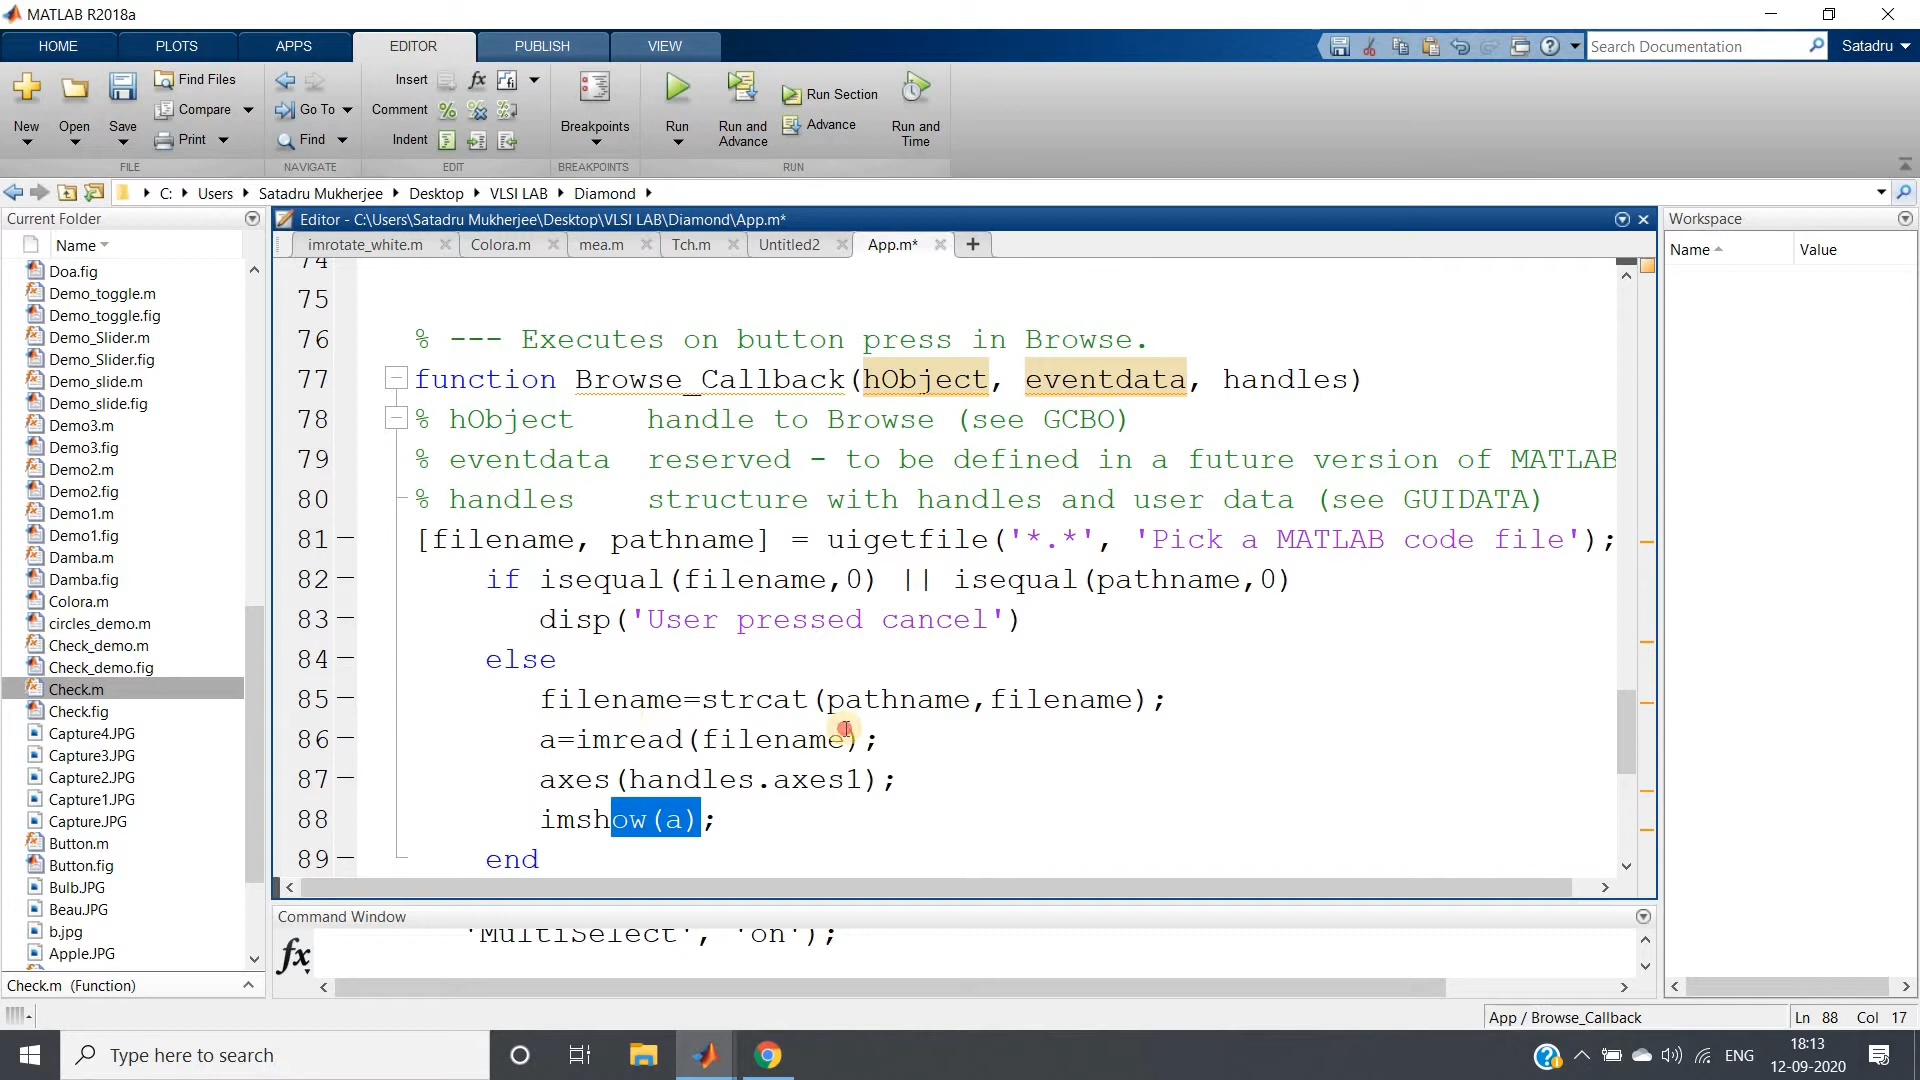 MATLAB R2018a
HOME PLOTS APPS EDITOR PUBLISH VIEW Search Documentation Satadru
New Open Save Find Files Compare Print Go To Find Insert Comment Indent Breakpoints Run Run and Advance Run Section Advance Run and Time
FILE NAVIGATE EDIT BREAKPOINTS RUN
C: Users Satadru Mukherjee Desktop VLSI LAB Diamond
Current Folder
Name
Doa.fig
Demo_toggle.m
Demo_toggle.fig
Demo_Slider.m
Demo_Slider.fig
Demo_slide.m
Demo_slide.fig
Demo3.m
Demo3.fig
Demo2.m
Demo2.fig
Demo1.m
Demo1.fig
Damba.m
Damba.fig
Colora.m
circles_demo.m
Check_demo.m
Check_demo.fig
Check.m
Check.fig
Capture4.JPG
Capture3.JPG
Capture2.JPG
Capture1.JPG
Capture.JPG
Button.m
Button.fig
Bulb.JPG
Beau.JPG
b.jpg
Apple.JPG
Check.m (Function)
Editor - C:\Users\Satadru Mukherjee\Desktop\VLSI LAB\Diamond\App.m*
imrotate_white.m Colora.m mea.m Tch.m Untitled2 App.m*
74
75
76 % --- Executes on button press in Browse.
77 function Browse_Callback(hObject, eventdata, handles)
78 % hObject    handle to Browse (see GCBO)
79 % eventdata  reserved - to be defined in a future version of MATLAB
80 % handles    structure with handles and user data (see GUIDATA)
81 [filename, pathname] = uigetfile('*.*', 'Pick a MATLAB code file');
82 if isequal(filename,0) || isequal(pathname,0)
83 disp('User pressed cancel')
84 else
85 filename=strcat(pathname,filename);
86 a=imread(filename);
87 axes(handles.axes1);
88 imshow(a);
89 end
Command Window
'MultiSelect', 'on');
fx
Workspace
Name Value
App / Browse_Callback Ln 88 Col 17
Type here to search
ENG
18:13
12-09-2020